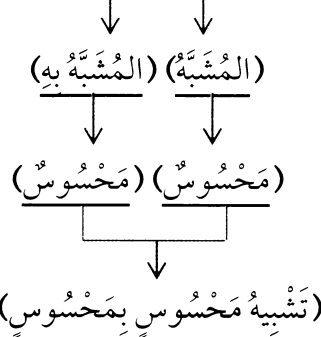 (المُشَبَّهُ) (المُشَبَّهُ بِهِ)
(مَحْسُوسٌ) (مَحْسُوسٌ)
(تَشْبِيهُ مَحْسُوسٍ بِمَحْسُوسٍ)